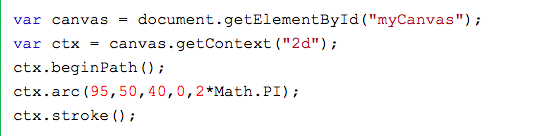 var canvas = document.getElementById("myCanvas");
var ctx = canvas.getContext("2d");
ctx.beginPath();
ctx.arc(95,50,40,0,2*Math.PI);
ctx.stroke();